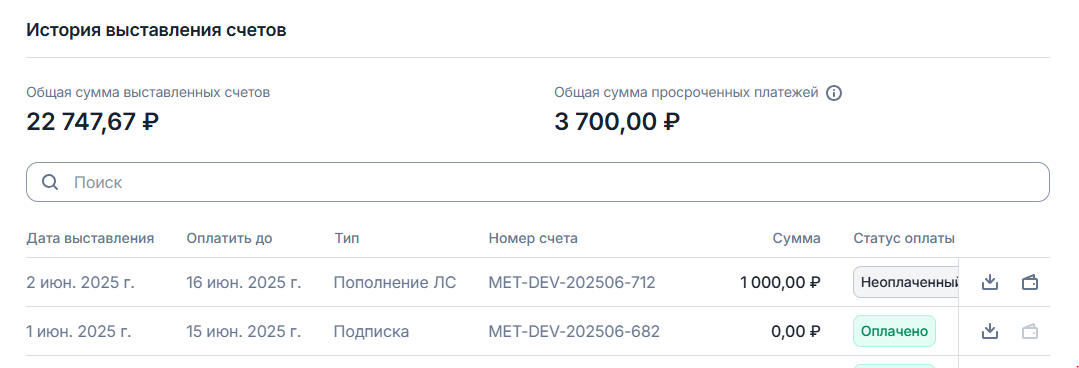 История выставления счетов
Общая сумма выставленных счетов Общая сумма просроченных платежей
22 747,67 ₽ 3 700,00 ₽
Поиск
Дата выставления Оплатить до Тип Номер счета Сумма Статус оплаты
2 июн. 2025 г. 16 июн. 2025 г. Пополнение ЛС MET-DEV-202506-712 1 000,00 ₽ Неоплаченный
1 июн. 2025 г. 15 июн. 2025 г. Подписка MET-DEV-202506-682 0,00 ₽ Оплачено